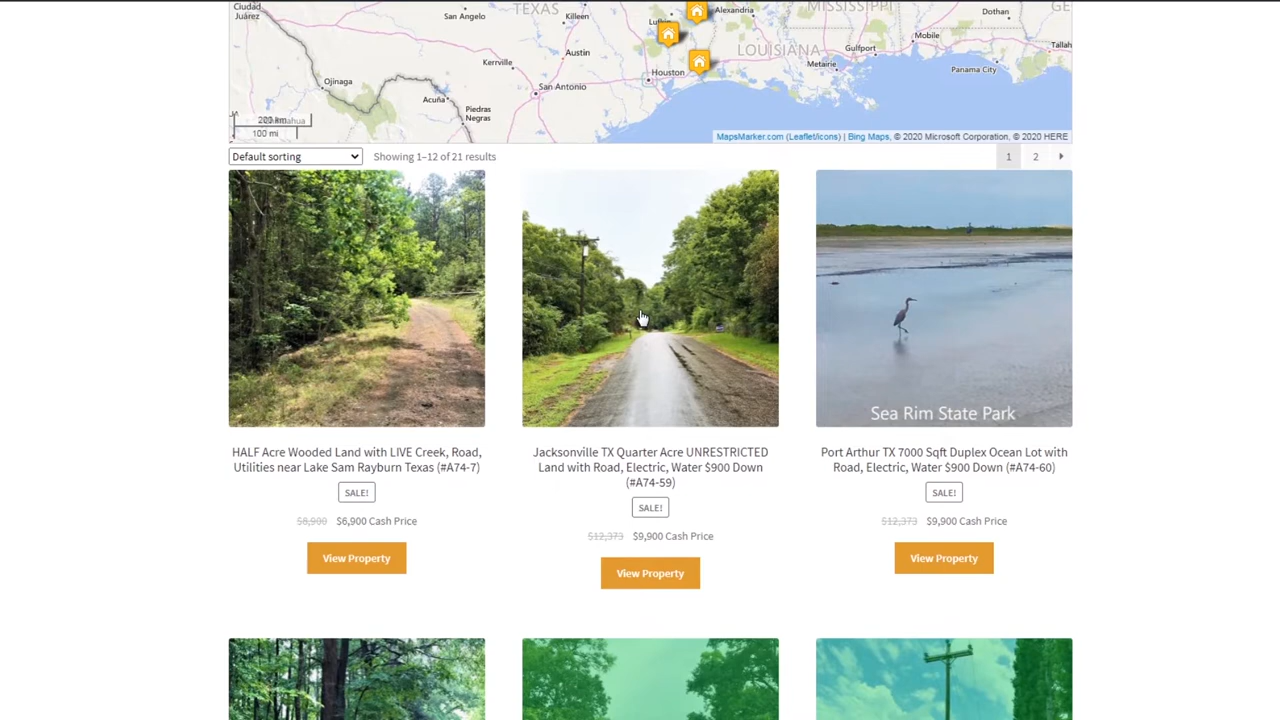 Ciudad
Juárez
San Angelo
TEXAS
Killeen
Alexandria
MISSISSIPPI
Dothan
Austin
Kerrville
LOUISIANA
Mobile
Gulfport
Metairie
Tallah
Panama City
Houston
San Antonio
Ojinaga
Acuña
Piedras
Negras
200 km
100 mi
MapsMarker.com (Leaflet/icons) | Bing Maps, © 2020 Microsoft Corporation, © 2020 HERE
Default sorting
Showing 1–12 of 21 results
1 2
Sea Rim State Park
HALF Acre Wooded Land with LIVE Creek, Road,
Utilities near Lake Sam Rayburn Texas (#A74-7)
SALE!
$8,900 $6,900 Cash Price
View Property
Jacksonville TX Quarter Acre UNRESTRICTED
Land with Road, Electric, Water $900 Down
(#A74-59)
SALE!
$12,373 $9,900 Cash Price
View Property
Port Arthur TX 7000 Sqft Duplex Ocean Lot with
Road, Electric, Water $900 Down (#A74-60)
SALE!
$12,373 $9,900 Cash Price
View Property